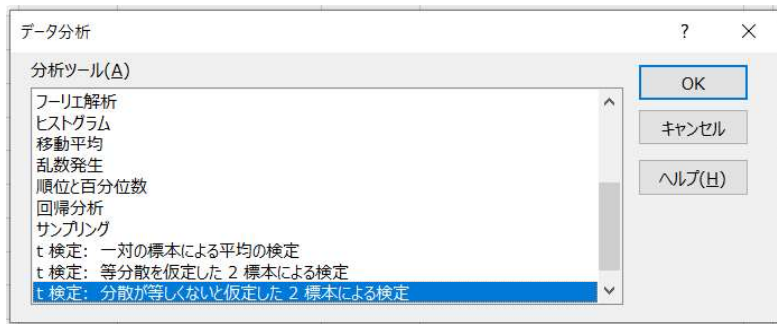 データ分析
?
×
分析ツール(A)
フーリエ解析
ヒストグラム
移動平均
乱数発生
順位と百分位数
回帰分析
サンプリング
t 検定: 一対の標本による平均の検定
t 検定: 等分散を仮定した 2 標本による検定
t 検定: 分散が等しくないと仮定した 2 標本による検定
OK
キャンセル
ヘルプ(H)